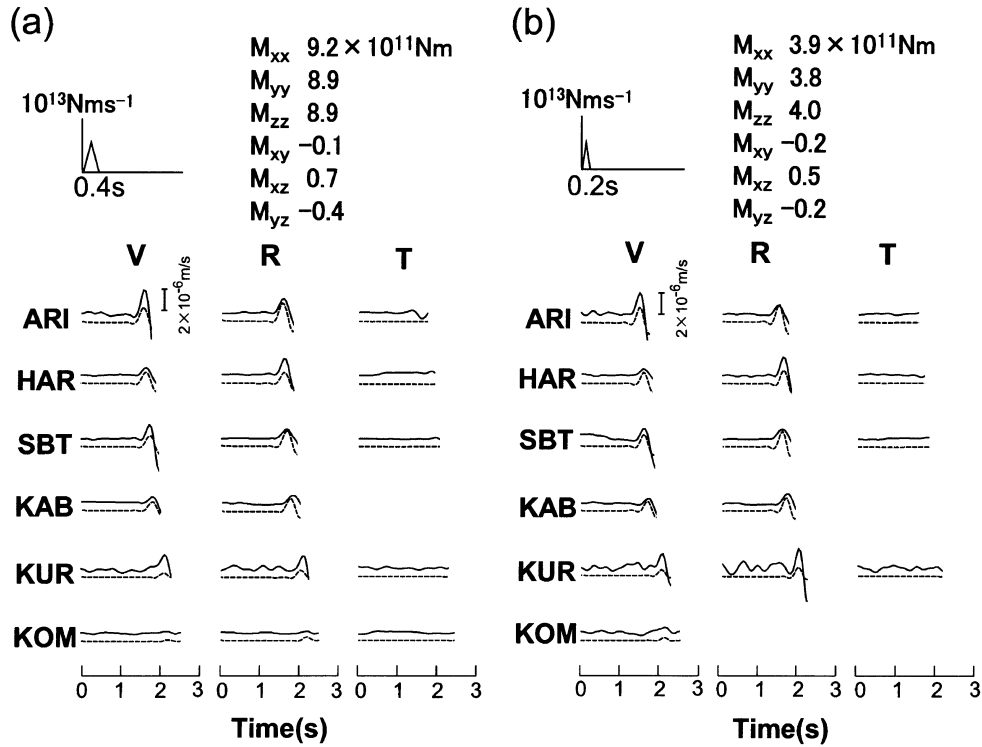 (a)
10¹³Nms⁻¹
0.4s
Mxx 9.2×10¹¹Nm
Myy 8.9
Mzz 8.9
Mxy −0.1
Mxz 0.7
Myz −0.4
V R T
2×10⁻⁶m/s
ARI
HAR
SBT
KAB
KUR
KOM
0 1 2 3 0 1 2 3 0 1 2 3
Time(s)
(b)
10¹³Nms⁻¹
0.2s
Mxx 3.9×10¹¹Nm
Myy 3.8
Mzz 4.0
Mxy −0.2
Mxz 0.5
Myz −0.2
V R T
2×10⁻⁶m/s
ARI
HAR
SBT
KAB
KUR
KOM
0 1 2 3 0 1 2 3 0 1 2 3
Time(s)